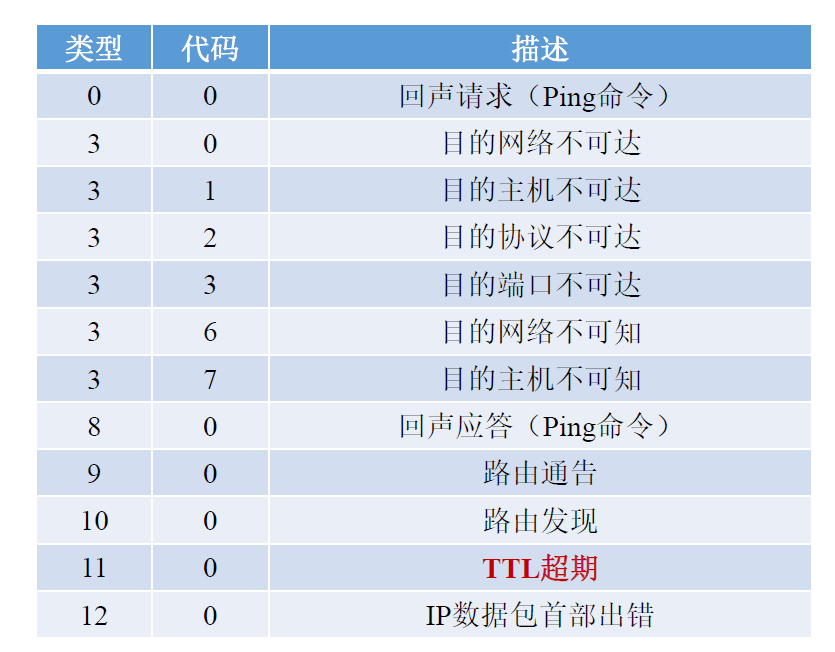 类型 代码 描述
0 0 回声请求（Ping命令）
3 0 目的网络不可达
3 1 目的主机不可达
3 2 目的协议不可达
3 3 目的端口不可达
3 6 目的网络不可知
3 7 目的主机不可知
8 0 回声应答（Ping命令）
9 0 路由通告
10 0 路由发现
11 0 TTL超期
12 0 IP数据包首部出错